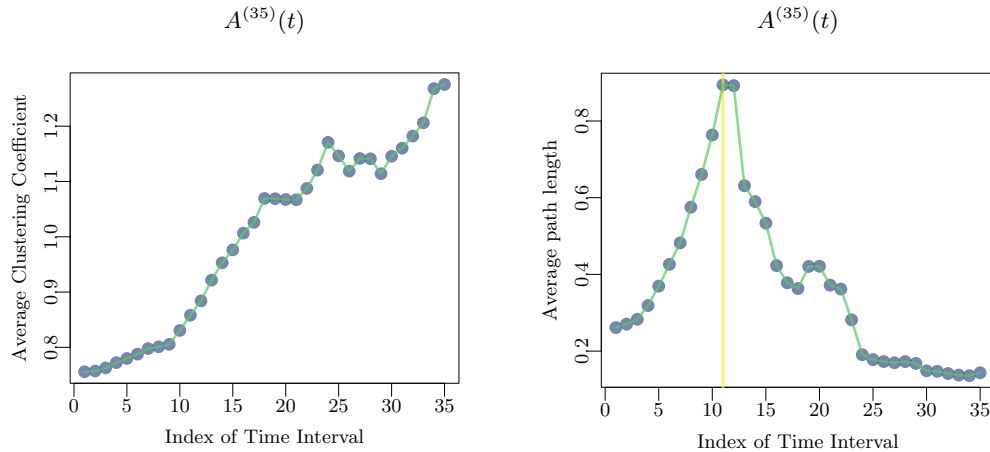 A^{(35)}(t)
Average Clustering Coefficient
0.8 0.9 1.0 1.1 1.2
0 5 10 15 20 25 30 35
Index of Time Interval
A^{(35)}(t)
Average path length
0.2 0.4 0.6 0.8
0 5 10 15 20 25 30 35
Index of Time Interval